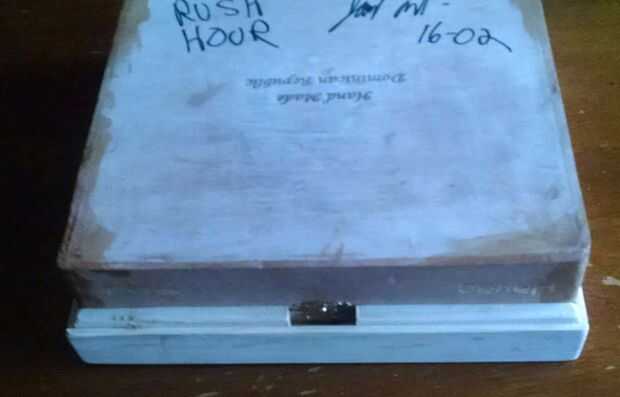 RUSH
HOUR
16-02
Hand Made
Dominican Republic